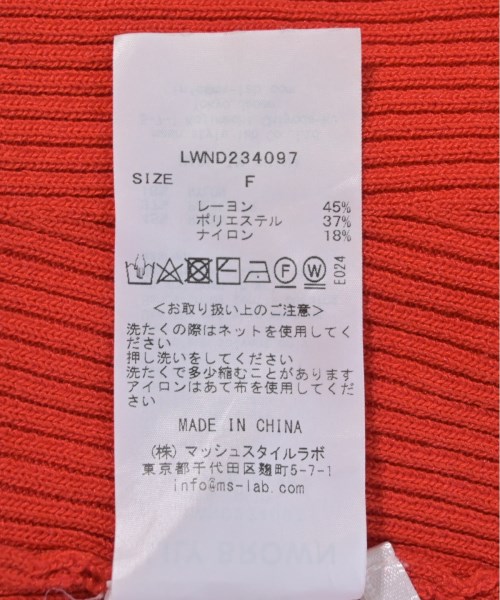 LWND234097
SIZE F
レーヨン 45%
ポリエステル 37%
ナイロン 18%
F W E024
<お取り扱い上のご注意>
洗たくの際はネットを使用してく
ださい
押し洗いをしてください
洗たくで多少縮むことがあります
アイロンはあて布を使用してくだ
さい
MADE IN CHINA
(株) マッシュスタイルラボ
東京都千代田区麹町5-7-1
info@ms-lab.com